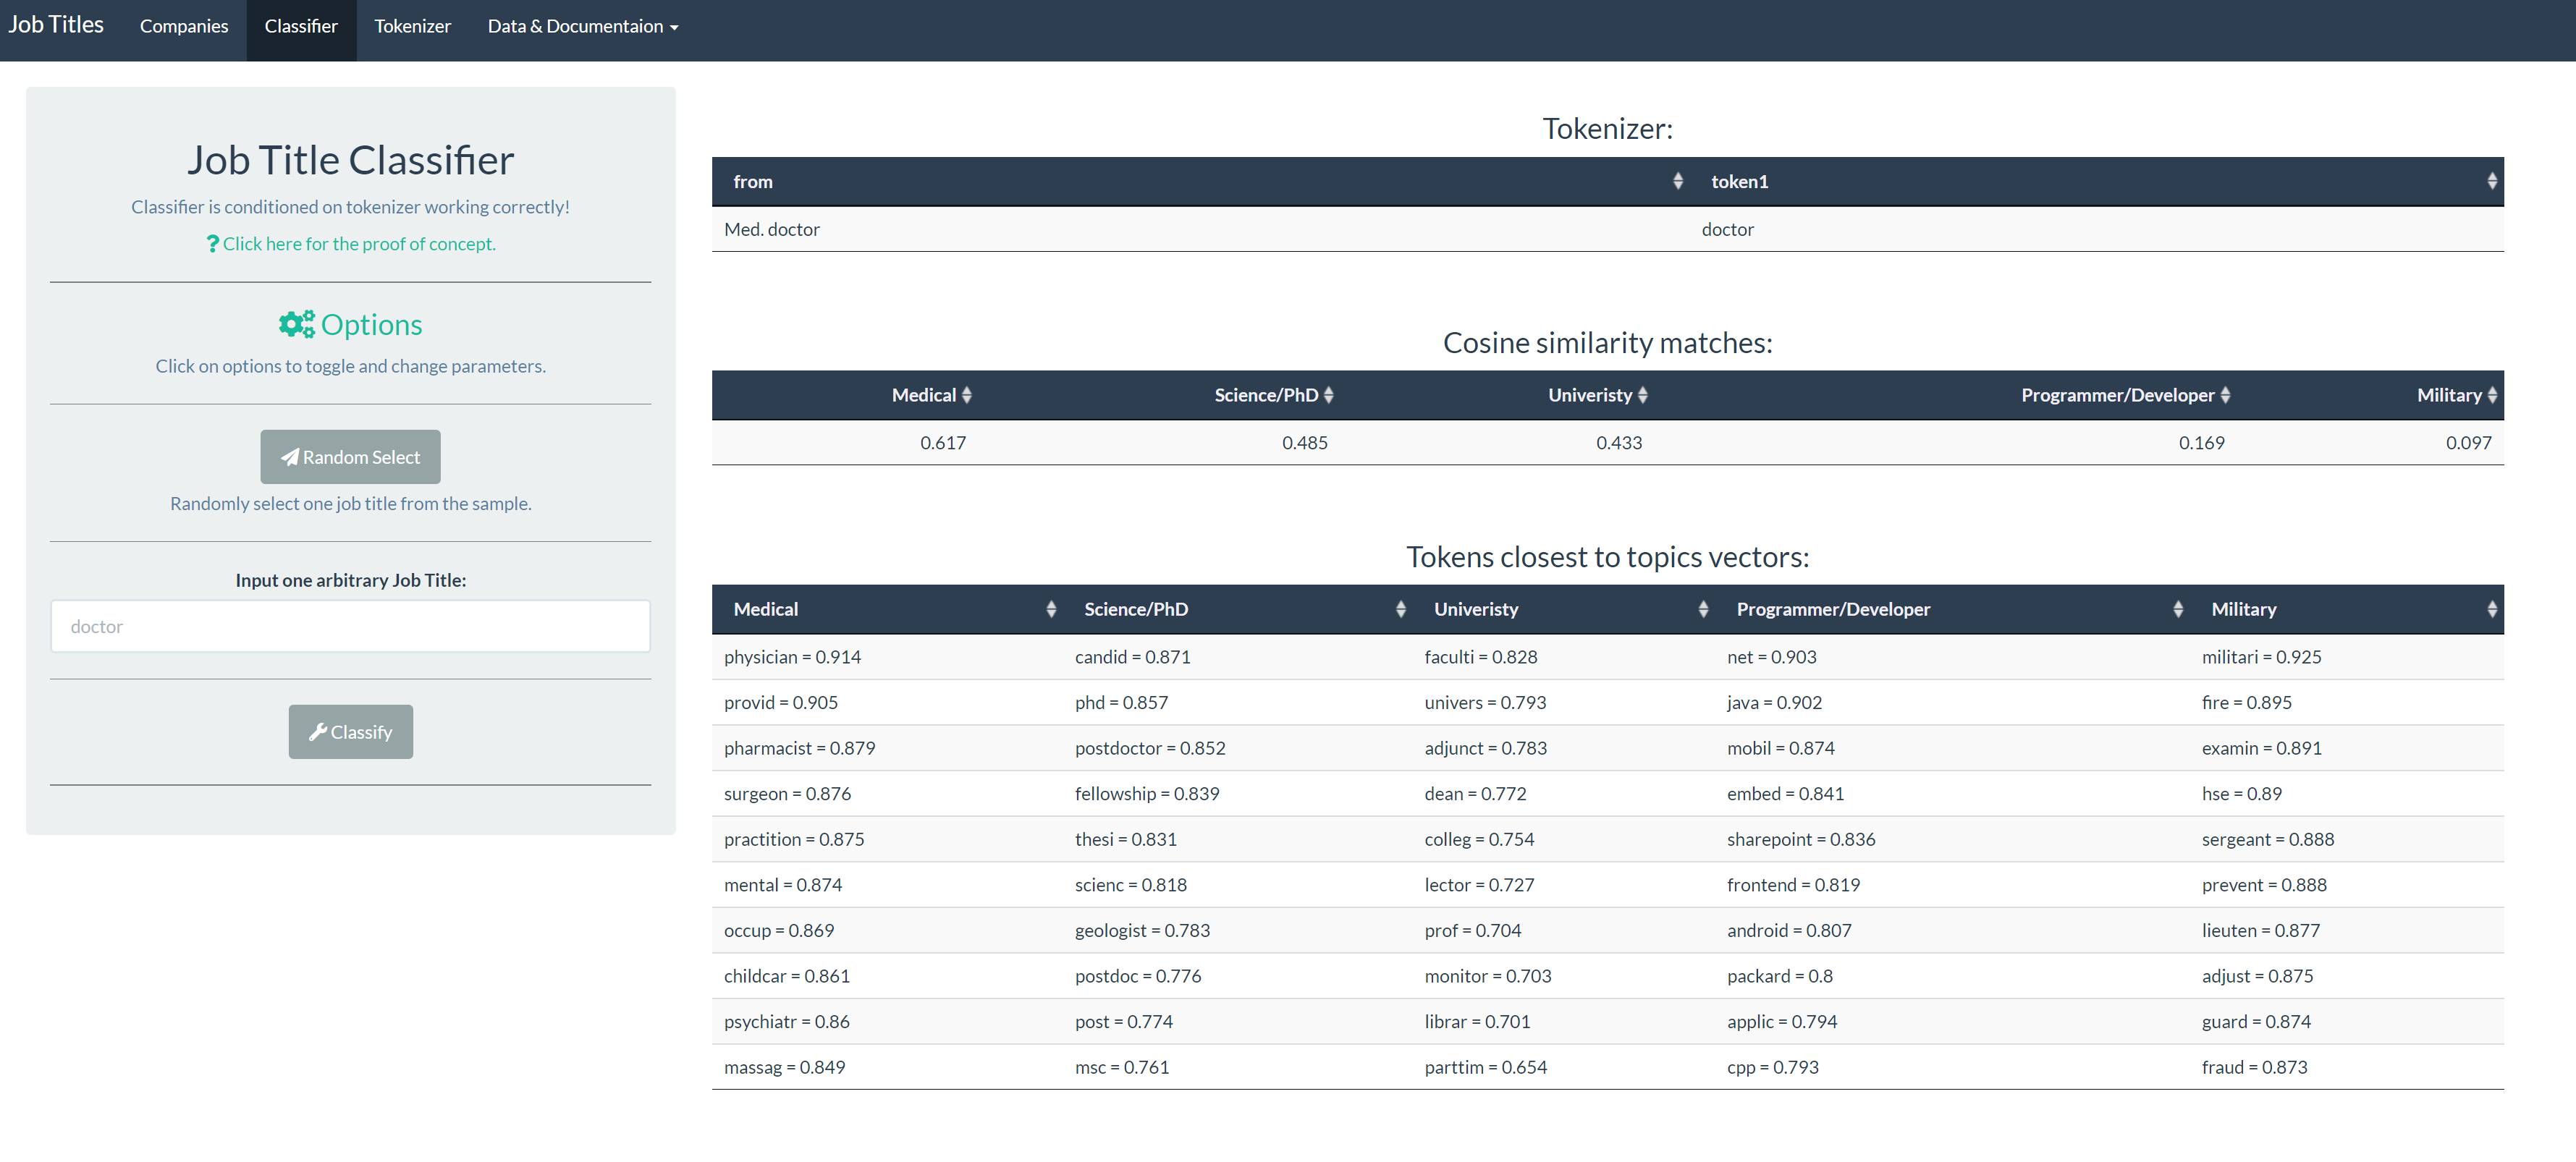 Job Titles Companies Classifier Tokenizer Data & Documentaion
Job Title Classifier
Classifier is conditioned on tokenizer working correctly!
? Click here for the proof of concept.
Options
Click on options to toggle and change parameters.
Random Select
Randomly select one job title from the sample.
Input one arbitrary Job Title:
doctor
Classify
Tokenizer:
from token1
Med. doctor doctor
Cosine similarity matches:
Medical Science/PhD Univeristy Programmer/Developer Military
0.617 0.485 0.433 0.169 0.097
Tokens closest to topics vectors:
Medical Science/PhD Univeristy Programmer/Developer Military
physician = 0.914 candid = 0.871 faculti = 0.828 net = 0.903 militari = 0.925
provid = 0.905 phd = 0.857 univers = 0.793 java = 0.902 fire = 0.895
pharmacist = 0.879 postdoctor = 0.852 adjunct = 0.783 mobil = 0.874 examin = 0.891
surgeon = 0.876 fellowship = 0.839 dean = 0.772 embed = 0.841 hse = 0.89
practition = 0.875 thesi = 0.831 colleg = 0.754 sharepoint = 0.836 sergeant = 0.888
mental = 0.874 scienc = 0.818 lector = 0.727 frontend = 0.819 prevent = 0.888
occup = 0.869 geologist = 0.783 prof = 0.704 android = 0.807 lieuten = 0.877
childcar = 0.861 postdoc = 0.776 monitor = 0.703 packard = 0.8 adjust = 0.875
psychiatr = 0.86 post = 0.774 librar = 0.701 applic = 0.794 guard = 0.874
massag = 0.849 msc = 0.761 parttim = 0.654 cpp = 0.793 fraud = 0.873